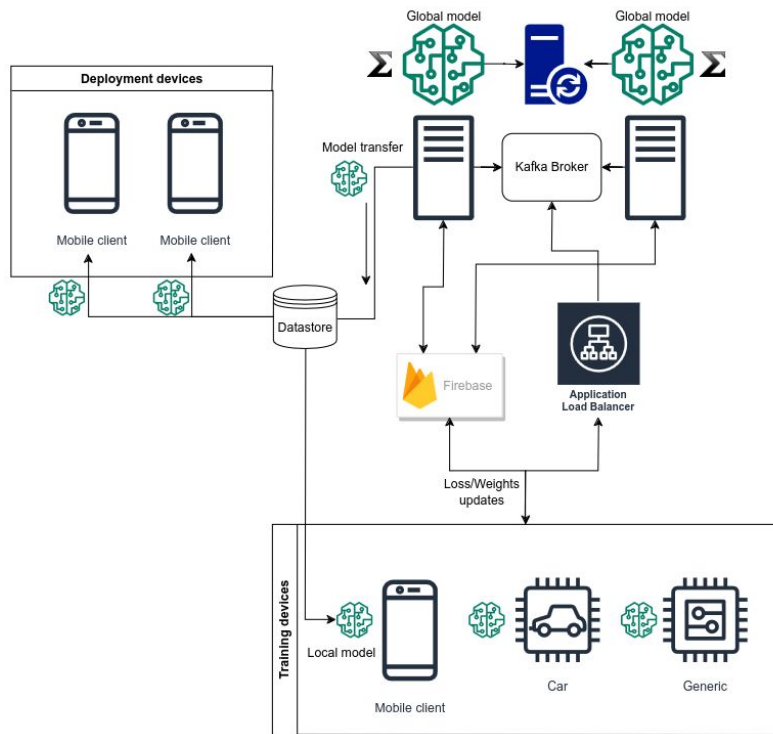 Global model
Global model
Σ
Σ
Deployment devices
Model transfer
Kafka Broker
Mobile client
Mobile client
Datastore
Firebase
Application
Load Balancer
Loss/Weights
updates
Training devices
Local model
Car
Generic
Mobile client